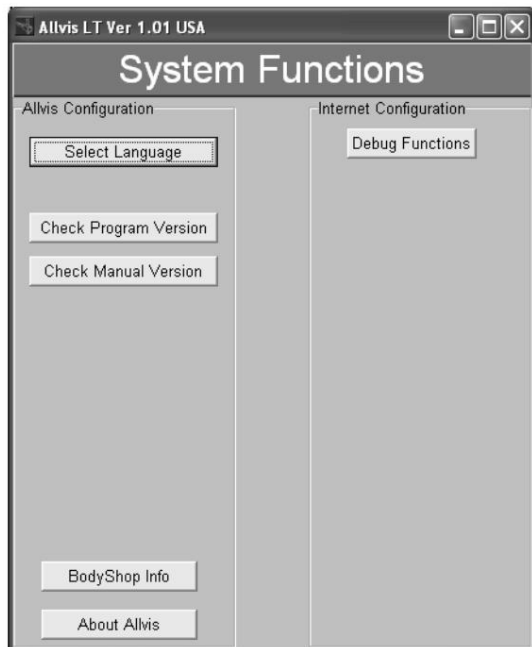 Allvis LT Ver 1.01 USA
System Functions
Allvis Configuration
Select Language
Check Program Version
Check Manual Version
BodyShop Info
About Allvis
Internet Configuration
Debug Functions